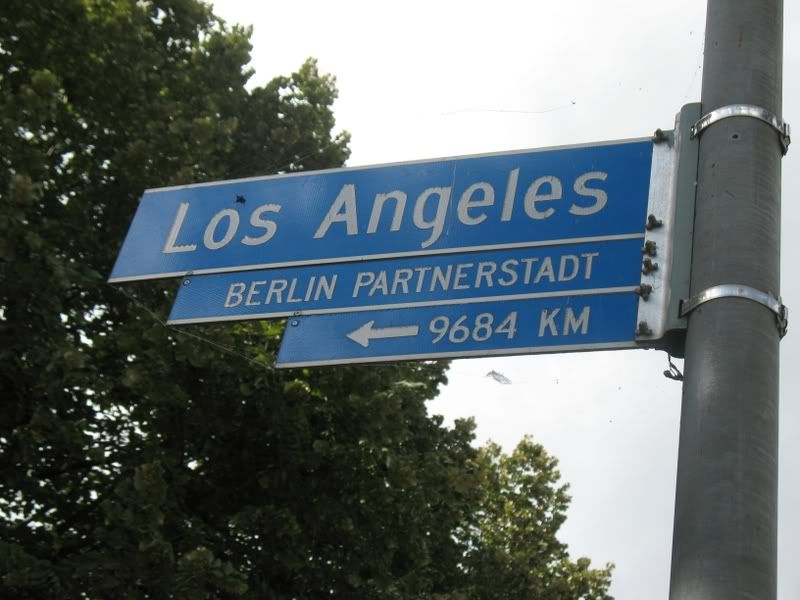 Los Angeles
BERLIN PARTNERSTADT
9684 KM